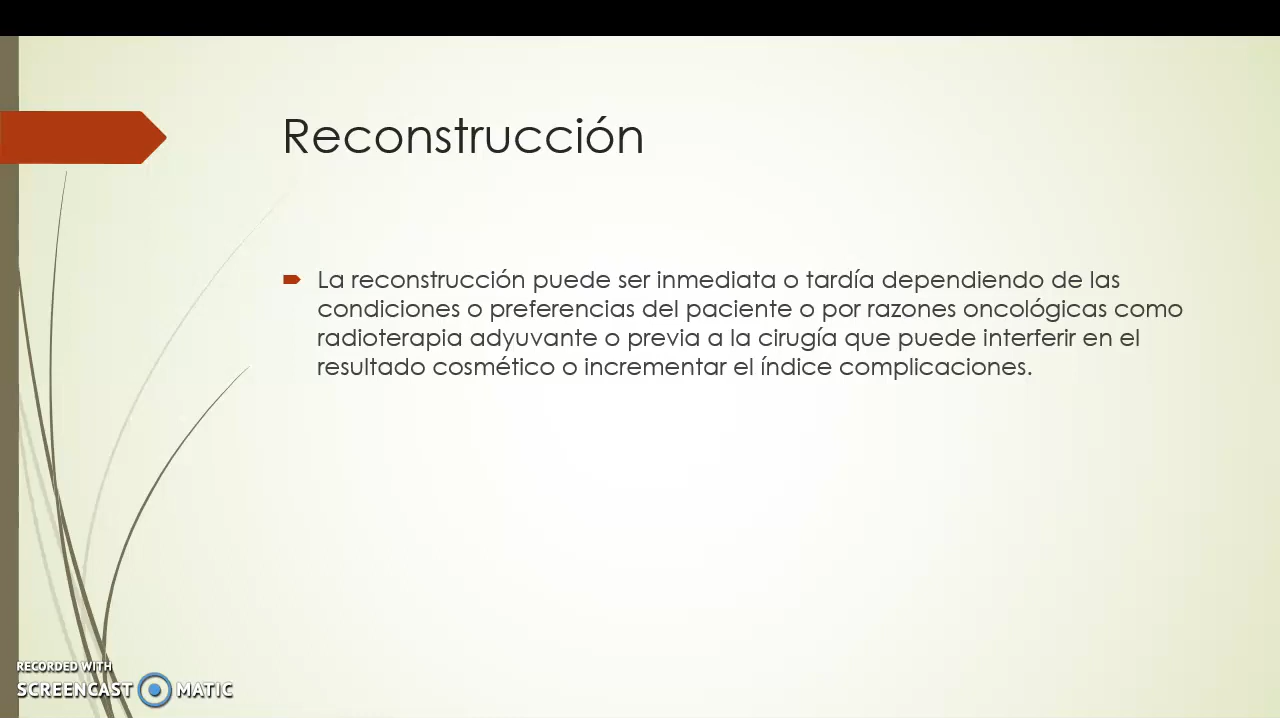 Reconstrucción
La reconstrucción puede ser inmediata o tardía dependiendo de las
condiciones o preferencias del paciente o por razones oncológicas como
radioterapia adyuvante o previa a la cirugía que puede interferir en el
resultado cosmético o incrementar el índice complicaciones.
RECORDED WITH
SCREENCAST MATIC